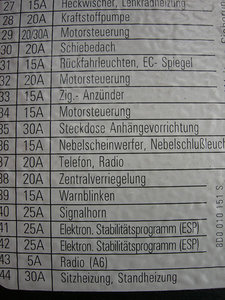 27 15A Heckwischer, Lenkradheizung
28 20A Kraftstoffpumpe
29 20/30A Motorsteuerung
30 20A Schiebedach
31 15A Rückfahrleuchten, EC- Spiegel
32 20A Motorsteuerung
33 15A Zig.- Anzünder
34 15A Motorsteuerung
35 30A Steckdose Anhängevorrichtung
36 15A Nebelscheinwerfer, Nebelschlußleuch
37 20A Telefon, Radio
38 20A Zentralverriegelung
39 15A Warnblinken
40 25A Signalhorn
41 25A Elektron. Stabilitätsprogramm (ESP)
42 25A Elektron. Stabilitätsprogramm (ESP)
43 5A Radio (A6)
44 30A Sitzheizung, Standheizung
8D0 010 151 S